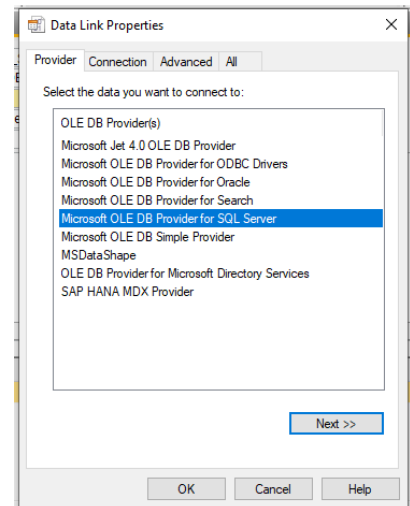 Data Link Properties
Provider Connection Advanced All
Select the data you want to connect to:
OLE DB Provider(s)
Microsoft Jet 4.0 OLE DB Provider
Microsoft OLE DB Provider for ODBC Drivers
Microsoft OLE DB Provider for Oracle
Microsoft OLE DB Provider for Search
Microsoft OLE DB Provider for SQL Server
Microsoft OLE DB Simple Provider
MSDataShape
OLE DB Provider for Microsoft Directory Services
SAP HANA MDX Provider
Next >>
OK Cancel Help